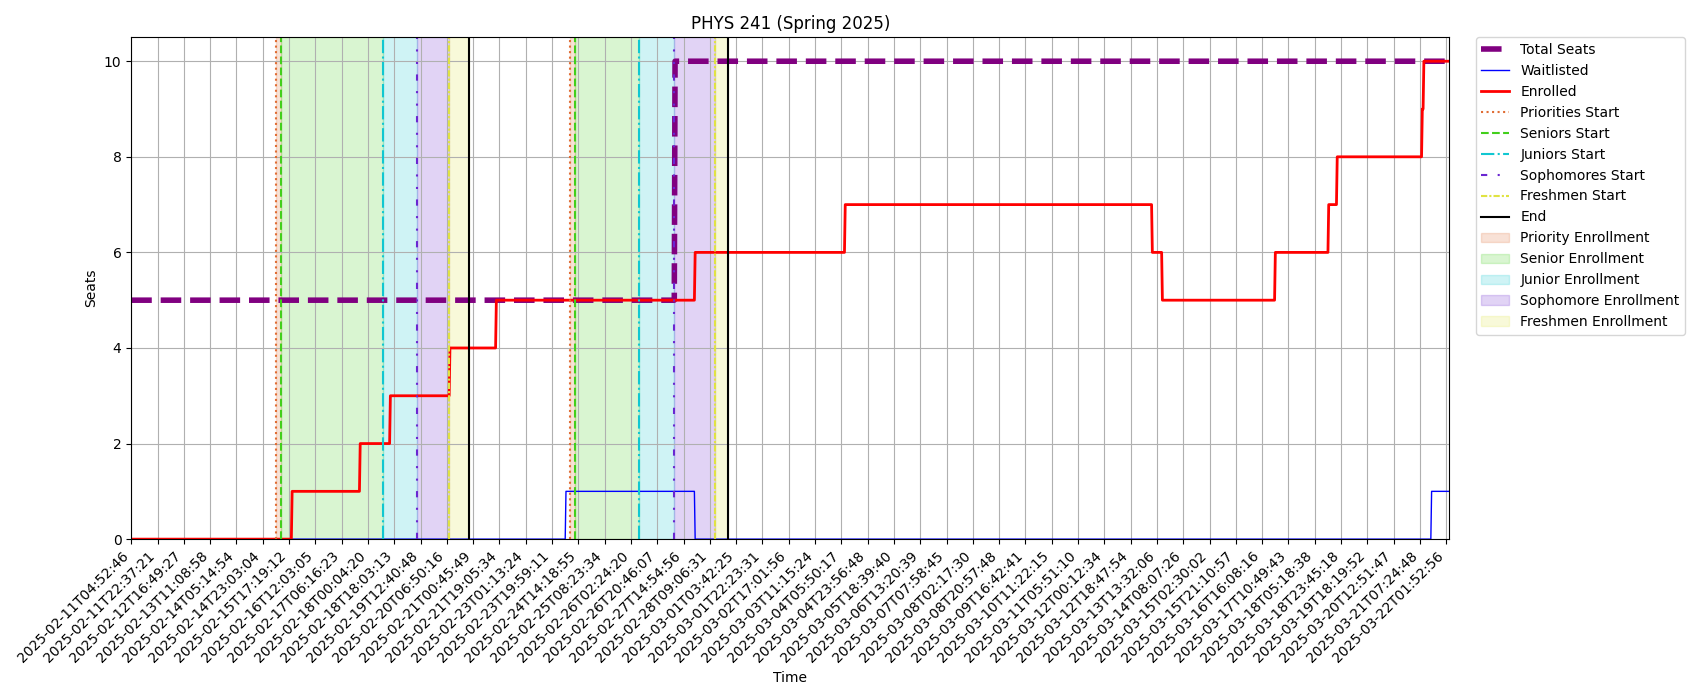 PHYS 241 (Spring 2025)
10
8
6
4
2
0
Seats
2025-02-11T04:52:46
2025-02-11T22:37:21
2025-02-12T16:49:27
2025-02-13T11:08:58
2025-02-14T05:14:54
2025-02-14T23:03:04
2025-02-15T17:19:12
2025-02-16T12:03:05
2025-02-17T06:16:23
2025-02-18T00:04:20
2025-02-18T18:03:13
2025-02-19T12:40:48
2025-02-20T06:50:16
2025-02-21T00:45:49
2025-02-21T19:05:34
2025-02-23T01:13:24
2025-02-23T19:59:11
2025-02-24T14:18:55
2025-02-25T08:23:34
2025-02-26T02:24:20
2025-02-26T20:46:07
2025-02-27T14:54:56
2025-02-28T09:06:31
2025-03-01T03:42:25
2025-03-01T22:23:31
2025-03-02T17:01:56
2025-03-03T11:15:24
2025-03-04T05:50:17
2025-03-04T23:56:48
2025-03-05T18:39:40
2025-03-06T13:20:39
2025-03-07T07:58:45
2025-03-08T02:17:30
2025-03-08T20:57:48
2025-03-09T16:42:41
2025-03-10T11:22:15
2025-03-11T05:51:10
2025-03-12T00:12:34
2025-03-12T18:47:54
2025-03-13T13:32:06
2025-03-14T08:07:26
2025-03-15T02:30:02
2025-03-15T21:10:57
2025-03-16T16:08:16
2025-03-17T10:49:43
2025-03-18T05:18:38
2025-03-18T23:45:18
2025-03-19T18:19:52
2025-03-20T12:51:47
2025-03-21T07:24:48
2025-03-22T01:52:56
Time
Total Seats
Waitlisted
Enrolled
Priorities Start
Seniors Start
Juniors Start
Sophomores Start
Freshmen Start
End
Priority Enrollment
Senior Enrollment
Junior Enrollment
Sophomore Enrollment
Freshmen Enrollment